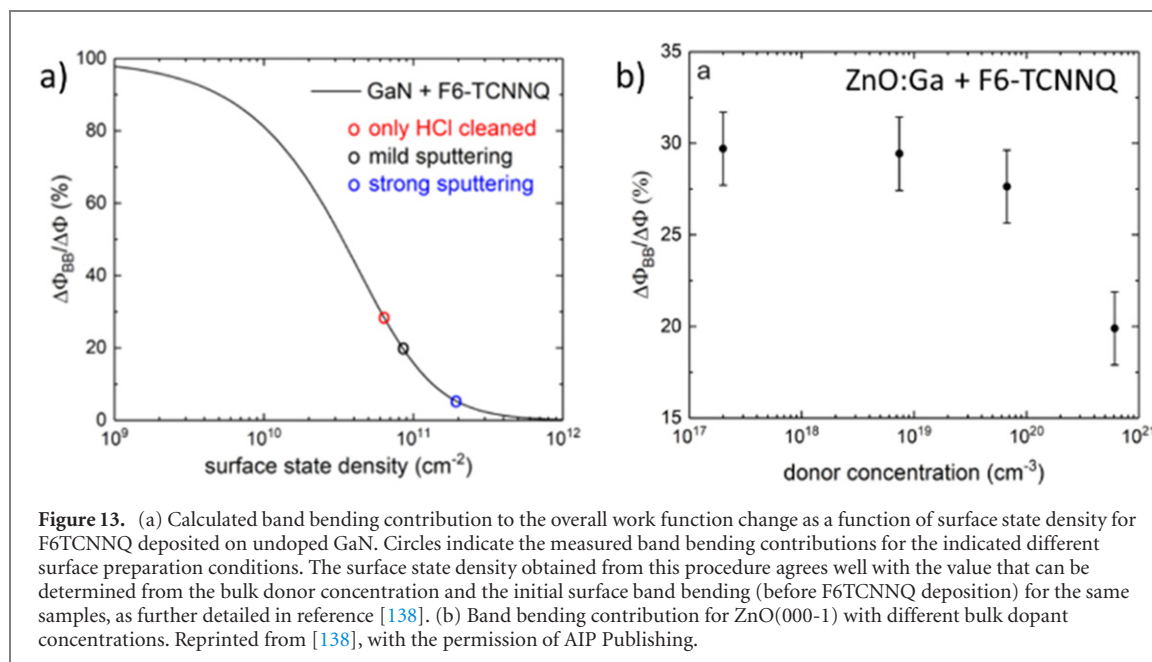 a)
100
80
60
40
20
0
ΔΦBB/ΔΦ (%)
GaN + F6-TCNNQ
only HCl cleaned
mild sputtering
strong sputtering
10⁹
10¹⁰
10¹¹
10¹²
surface state density (cm⁻²)
b)
a
ZnO:Ga + F6-TCNNQ
35
30
25
20
15
ΔΦBB/ΔΦ (%)
10¹⁷
10¹⁸
10¹⁹
10²⁰
10²¹
donor concentration (cm⁻³)
Figure 13. (a) Calculated band bending contribution to the overall work function change as a function of surface state density for
F6TCNNQ deposited on undoped GaN. Circles indicate the measured band bending contributions for the indicated different
surface preparation conditions. The surface state density obtained from this procedure agrees well with the value that can be
determined from the bulk donor concentration and the initial surface band bending (before F6TCNNQ deposition) for the same
samples, as further detailed in reference [138]. (b) Band bending contribution for ZnO(000-1) with different bulk dopant
concentrations. Reprinted from [138], with the permission of AIP Publishing.